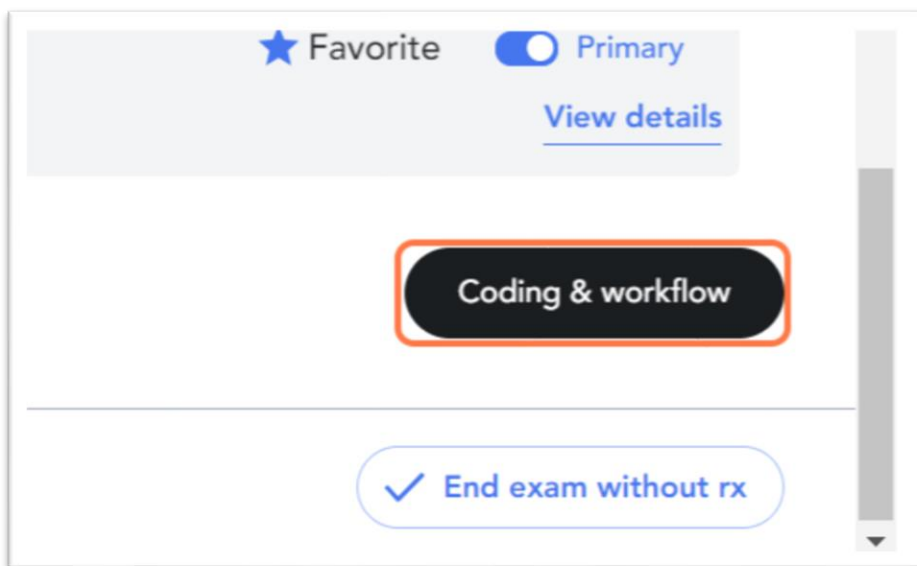 Favorite Primary
View details
Coding & workflow
End exam without rx